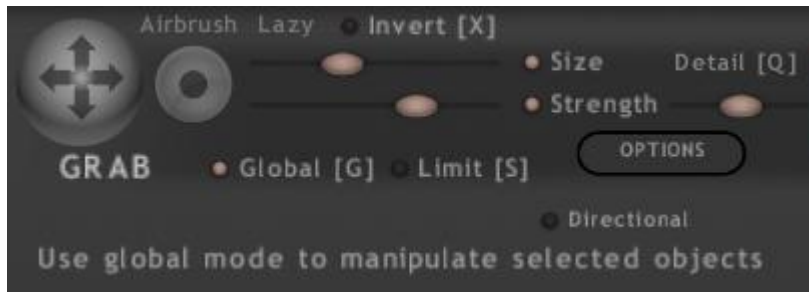 Airbrush Lazy Invert [X]
Size Detail [Q]
Strength
OPTIONS
GRAB Global [G] Limit [S]
Directional
Use global mode to manipulate selected objects